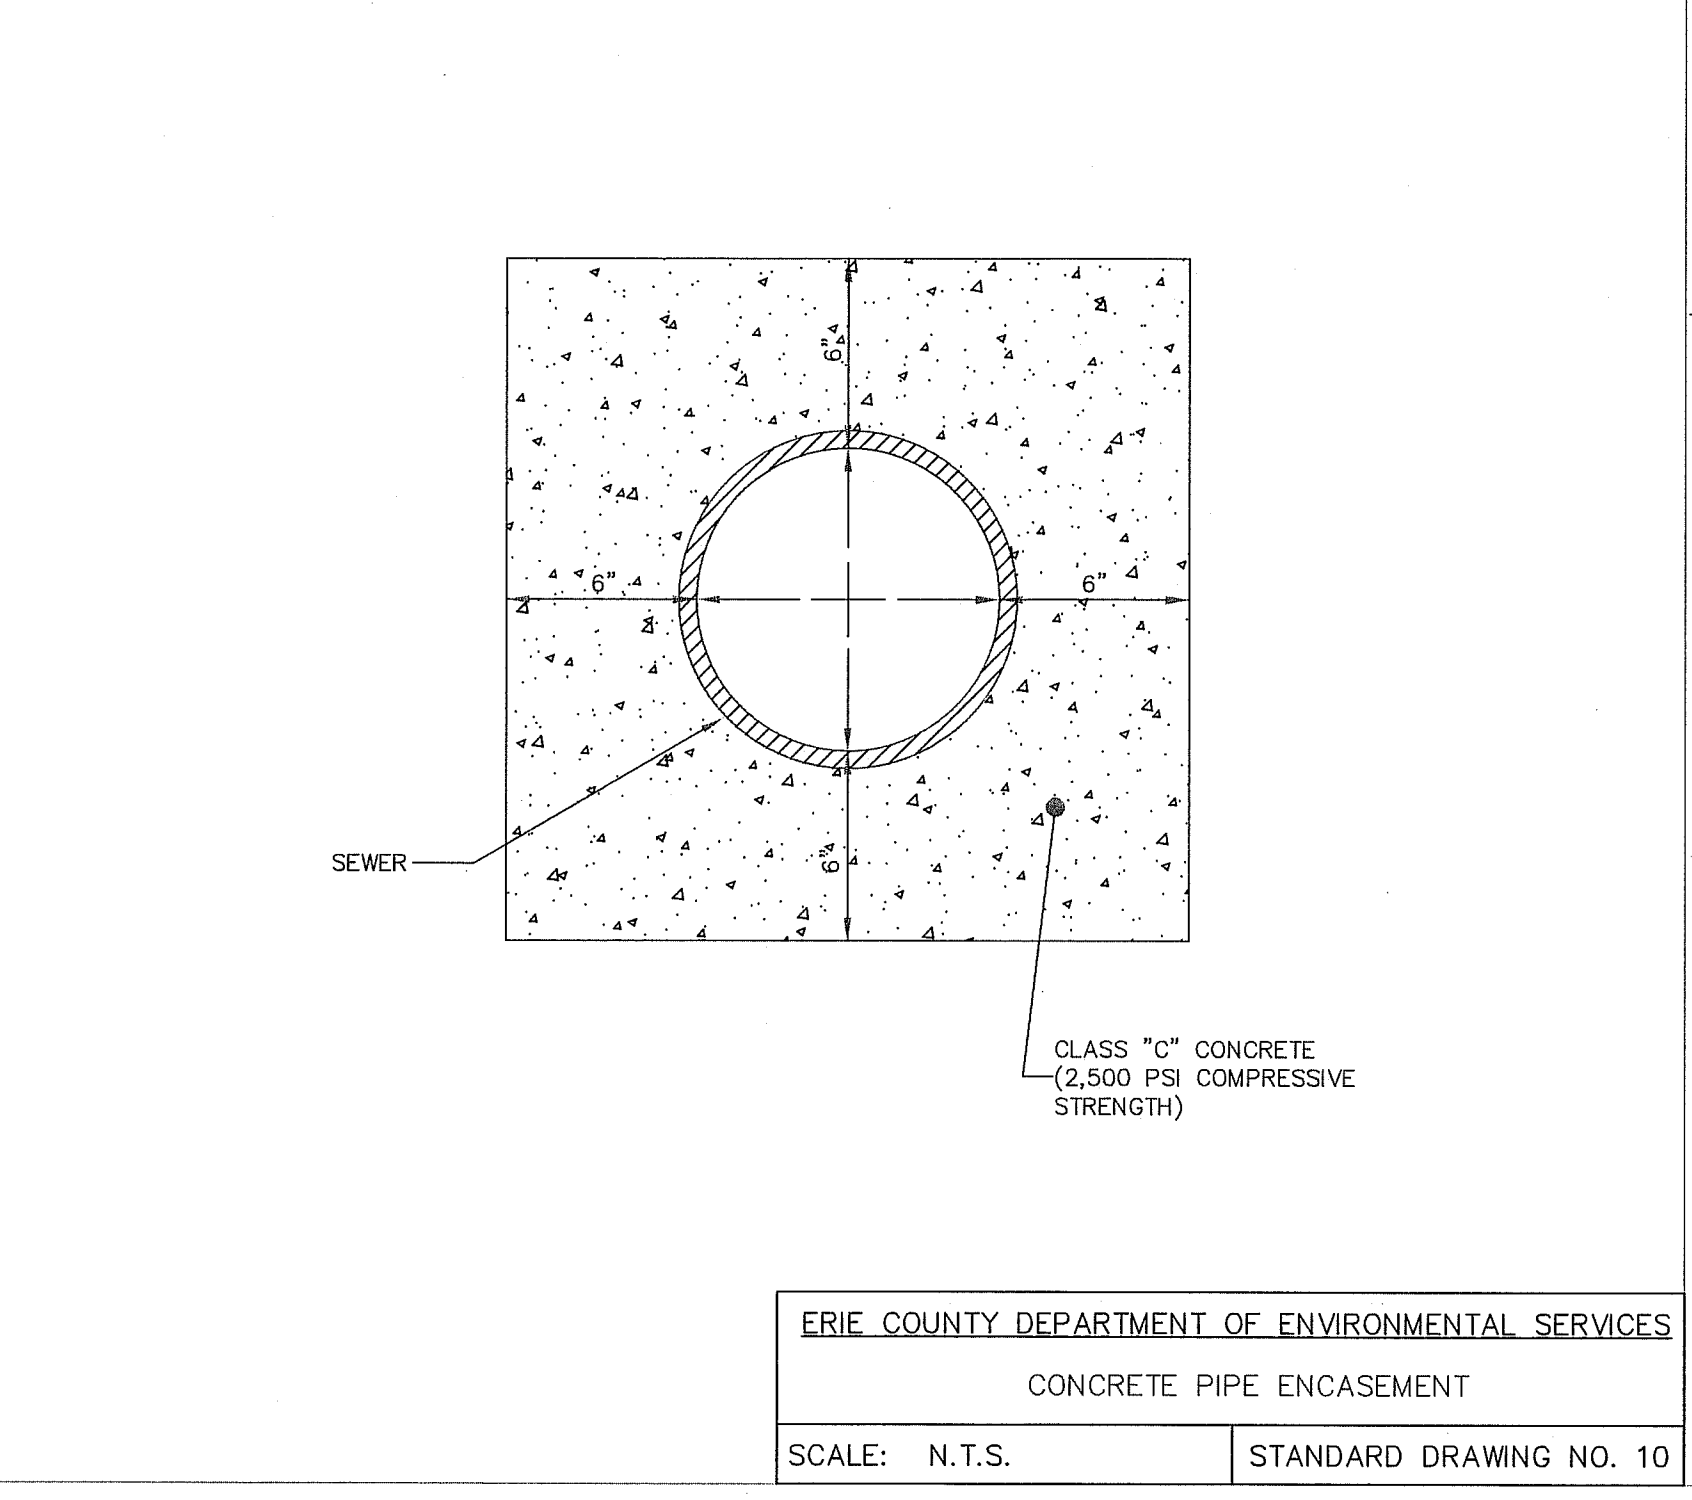 6"
6"
6"
6"
SEWER
CLASS "C" CONCRETE
(2,500 PSI COMPRESSIVE
STRENGTH)
ERIE COUNTY DEPARTMENT OF ENVIRONMENTAL SERVICES
CONCRETE PIPE ENCASEMENT
SCALE: N.T.S.
STANDARD DRAWING NO. 10